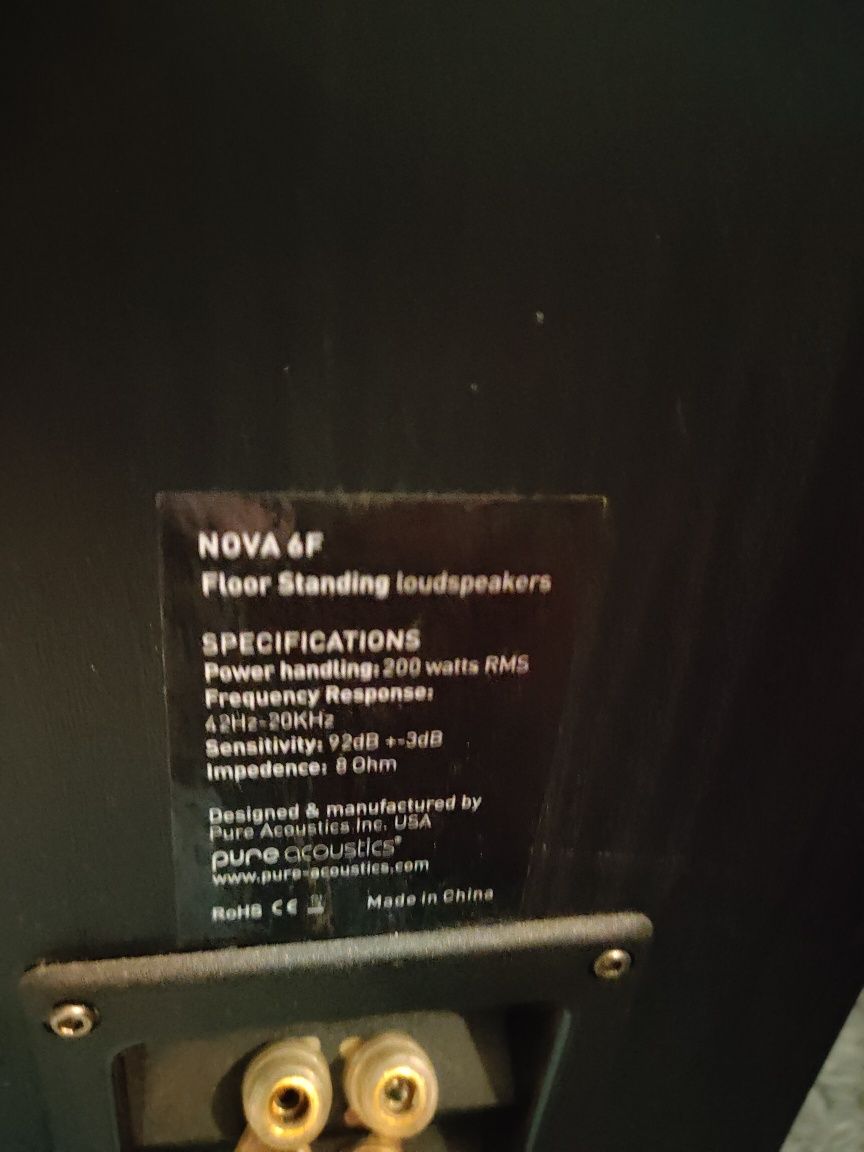 NOVA 6F
Floor Standing loudspeakers
SPECIFICATIONS
Power handling: 200 watts RMS
Frequency Response:
42Hz-20KHz
Sensitivity: 92dB +-3dB
Impedence: 8 Ohm
Designed & manufactured by
Pure Acoustics Inc. USA
pure acoustics®
www.pure-acoustics.com
RoHS CE Made in China